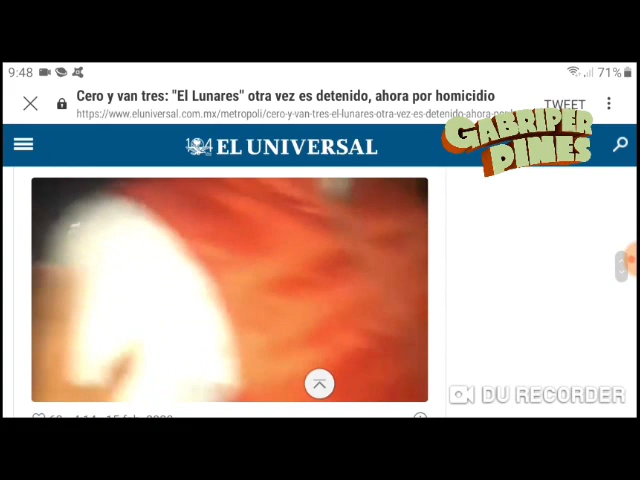 9:48
71%
Cero y van tres: "El Lunares" otra vez es detenido, ahora por homicidio
https://www.eluniversal.com.mx/metropoli/cero-y-van-tres-el-lunares-otra-vez-es-detenido-ahora-por
TWEET
GABRIPER
PINES
104 EL UNIVERSAL
DU RECORDER